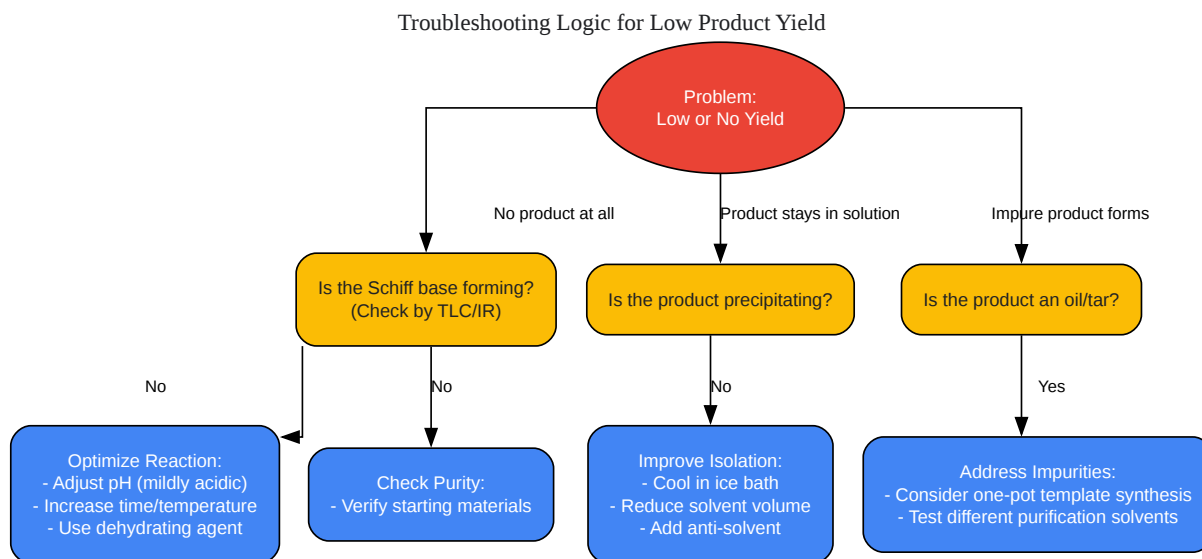 Troubleshooting Logic for Low Product Yield
Problem:
Low or No Yield
No product at all
Product stays in solution
Impure product forms
Is the Schiff base forming?
(Check by TLC/IR)
Is the product precipitating?
Is the product an oil/tar?
No
No
No
Yes
Optimize Reaction:
- Adjust pH (mildly acidic)
- Increase time/temperature
- Use dehydrating agent
Check Purity:
- Verify starting materials
Improve Isolation:
- Cool in ice bath
- Reduce solvent volume
- Add anti-solvent
Address Impurities:
- Consider one-pot template synthesis
- Test different purification solvents